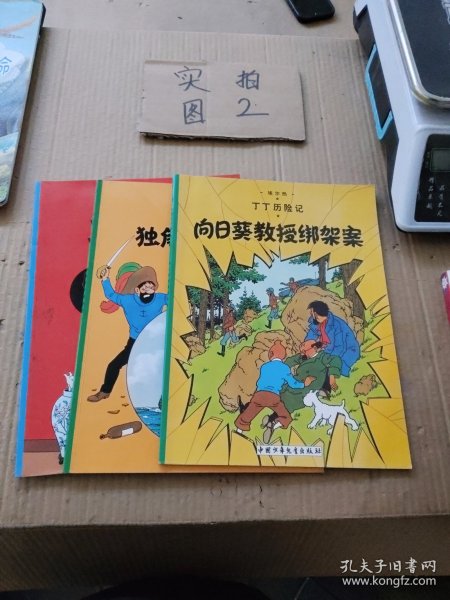 命
实拍
图2
埃尔热
丁丁历险记
向日葵教授绑架案
独角
中国少年儿童出版社
孔夫子旧书网
www.kongfz.com